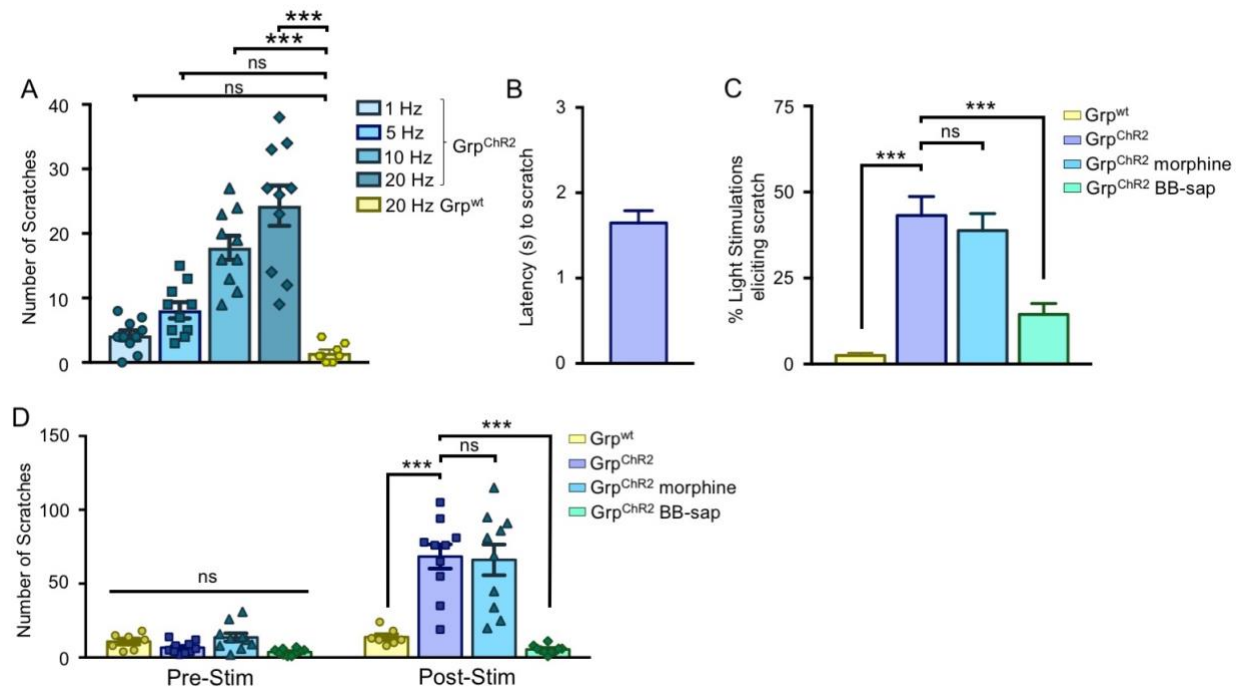 ***
***
ns
ns
A
Number of Scratches
40
30
20
10
0
1 Hz
5 Hz
10 Hz
20 Hz
Grp^ChR2
20 Hz Grp^wt
B
Latency (s) to scratch
3
2
1
0
C
% Light Stimulations
eliciting scratch
75
50
25
0
***
ns
***
Grp^wt
Grp^ChR2
Grp^ChR2 morphine
Grp^ChR2 BB-sap
D
Number of Scratches
150
100
50
0
ns
***
ns
***
Pre-Stim
Post-Stim
Grp^wt
Grp^ChR2
Grp^ChR2 morphine
Grp^ChR2 BB-sap